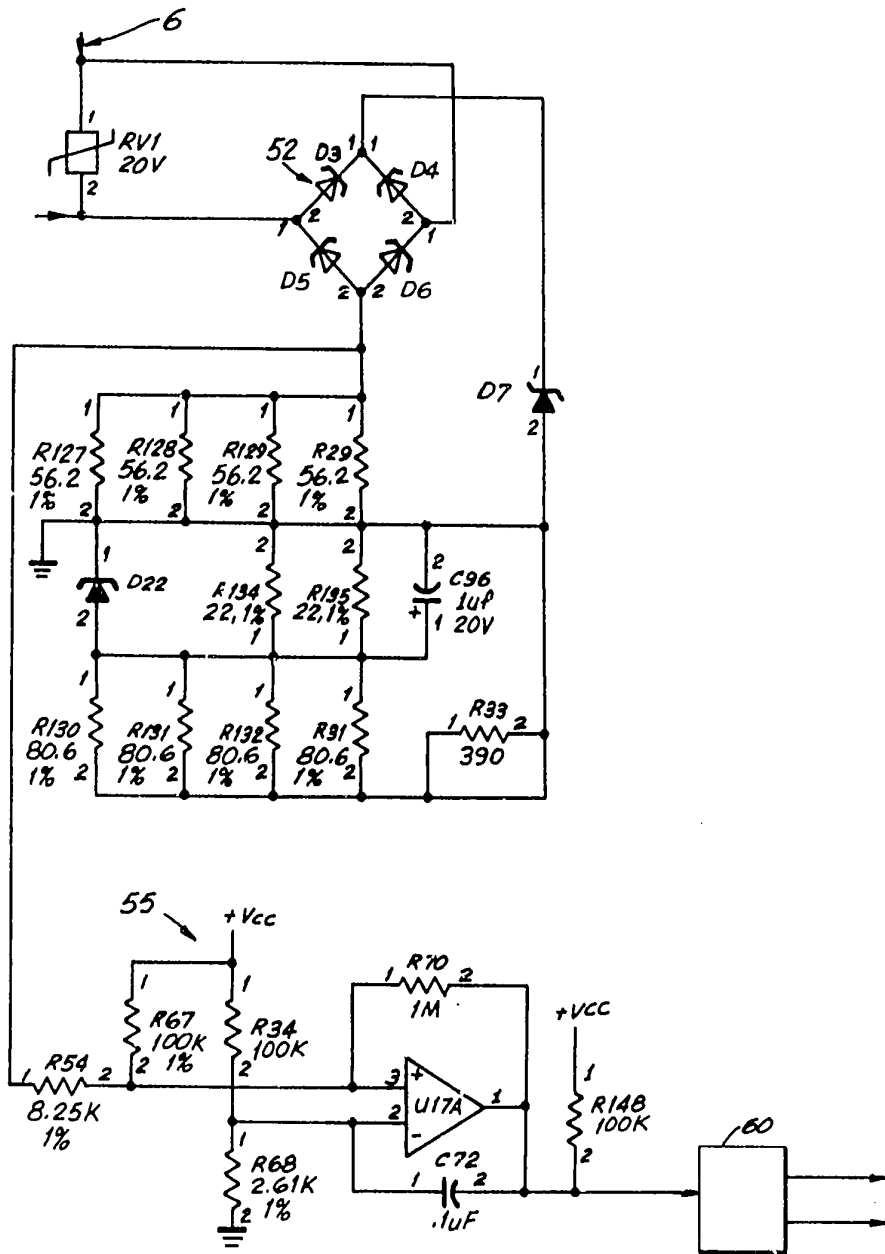 6
1
RV1
20V
2
52
D3
1 1
D4
1 2
2 1
D5
2 2
D6
D7
1
2
1 1 1 1
R127
56.2
1%
2
R128
56.2
1%
2
R129
56.2
1%
2
R29
56.2
1%
2
1
D22
2
2
R134
22,1%
1
2
R135
22,1%
1
2
C96
1uf
20V
+ 1
1
R130
80.6
1% 2
1
R131
80.6
1% 2
1
R132
80.6
1% 2
1
R31
80.6
1% 2
1 R33 2
390
55
+Vcc
1
R67
100K
1%
2
1
R34
100K
2
1 R54 2
8.25K
1%
1 R70 2
1M
3 +
U17A 1
2 -
+VCC
1
R148
100K
2
60
1
R68
2.61K
2 1%
C72
1 2
.1uF